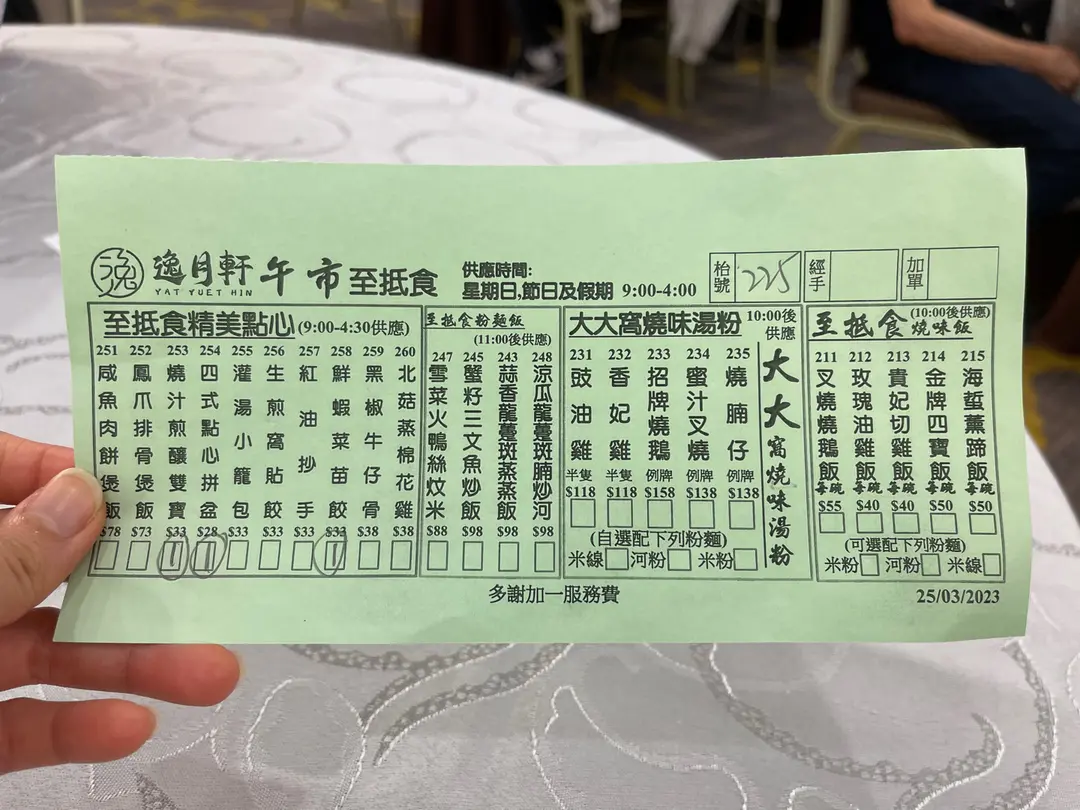 逸
逸月軒
YAT YUET HIN
午市 至抵食
供應時間:
星期日,節日及假期 9:00-4:00
枱號 225
經手
加單
至抵食精美點心 (9:00-4:30供應)
251 咸魚肉餅煲飯 $78
252 鳳爪排骨煲飯 $73
253 燒汁煎釀雙寶 $33
254 四式點心拼盆 $28
255 灌湯小籠包 $33
256 生煎窩貼餃 $33
257 紅油抄手 $33
258 鮮蝦菜苗餃 $33
259 黑椒牛仔骨 $38
260 北菇蒸棉花雞 $38
至抵食粉麵飯
(11:00後供應)
247 雪菜火鴨絲炆米 $88
245 蟹籽三文魚炒飯 $98
243 蒜香龍躉斑蒸飯 $98
248 涼瓜龍躉斑腩炒河 $98
大大窩燒味湯粉 10:00後供應
231 豉油雞 半隻 $118
232 香妃雞 半隻 $118
233 招牌燒鵝 例牌 $158
234 蜜汁叉燒 例牌 $138
235 燒腩仔 例牌 $138
(自選配下列粉麵)
米線 河粉 米粉
大大窩燒味湯粉
至抵食燒味飯 (10:00後供應)
211 叉燒燒鵝飯 每碗 $55
212 玫瑰油雞飯 每碗 $40
213 貴妃切雞飯 每碗 $40
214 金牌四寶飯 每碗 $50
215 海蜇薰蹄飯 每碗 $50
(可選配下列粉麵)
米粉 河粉 米線
多謝加一服務費
25/03/2023